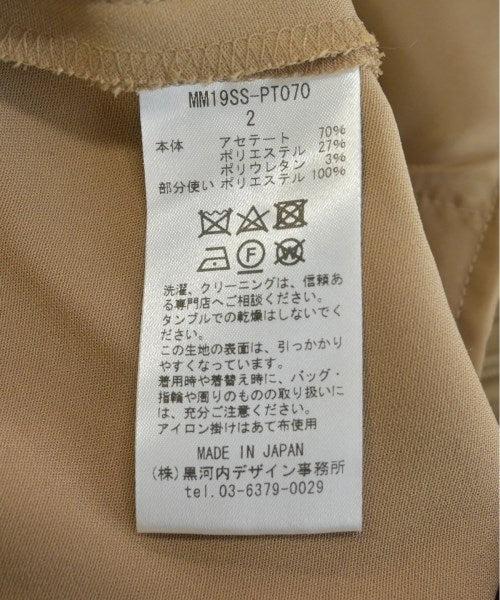 MM19SS-PT070
2
本体 アセテート 70%
ポリエステル 27%
ポリウレタン 3%
部分使い ポリエステル 100%
F W
洗濯、クリーニングは、信頼あ
る専門店へご相談ください。
タンブルでの乾燥はしないでく
ださい。
この生地の表面は、引っかかり
やすくなっています。
着用時や着替え時に、バッグ・
指輪や周りのものの取り扱いに
は、充分ご注意ください。
アイロン掛けはあて布使用
MADE IN JAPAN
(株)黒河内デザイン事務所
tel.03-6379-0029